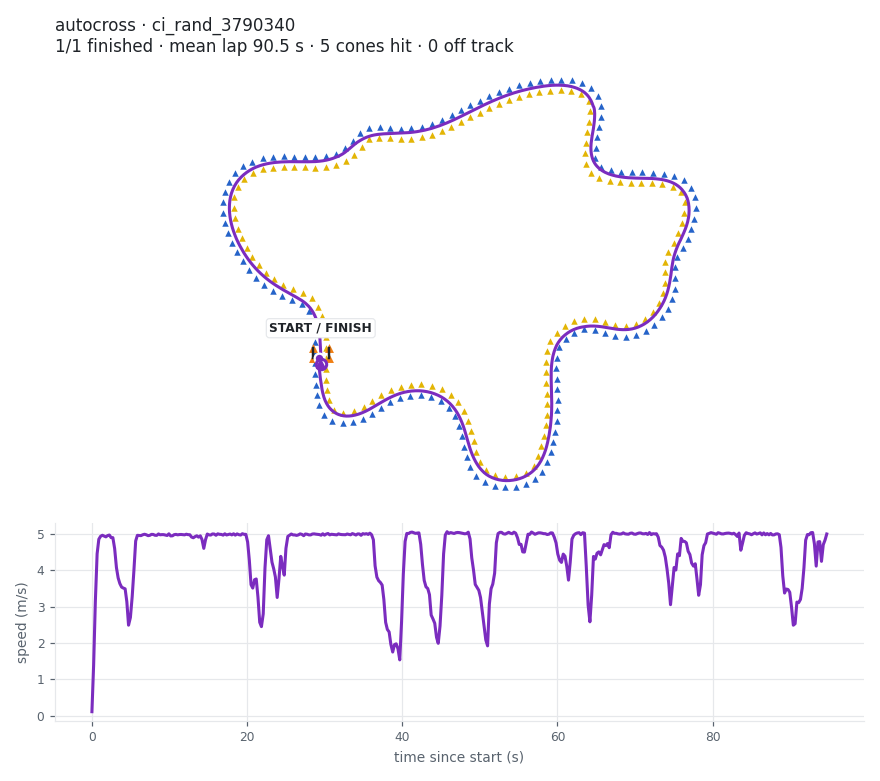 autocross · ci_rand_3790340
1/1 finished · mean lap 90.5 s · 5 cones hit · 0 off track
START / FINISH
5
4
3
2
1
0
speed (m/s)
0 20 40 60 80
time since start (s)